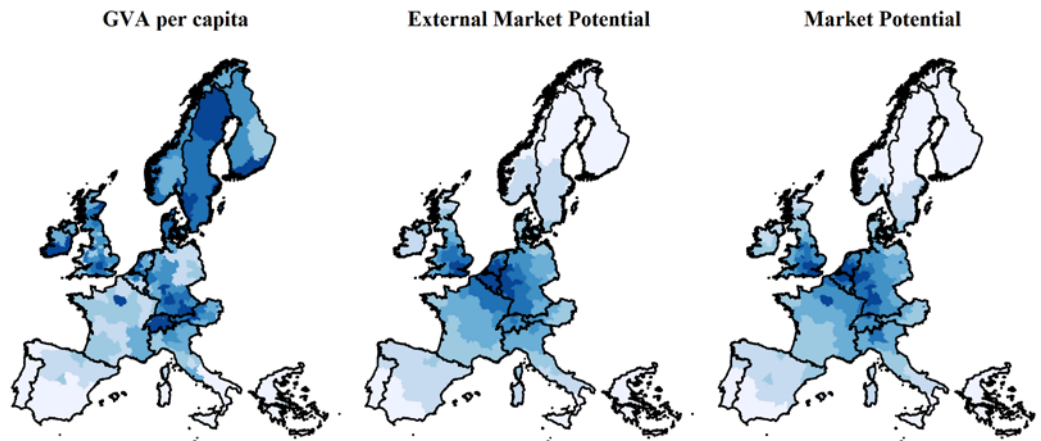 GVA per capita
External Market Potential
Market Potential